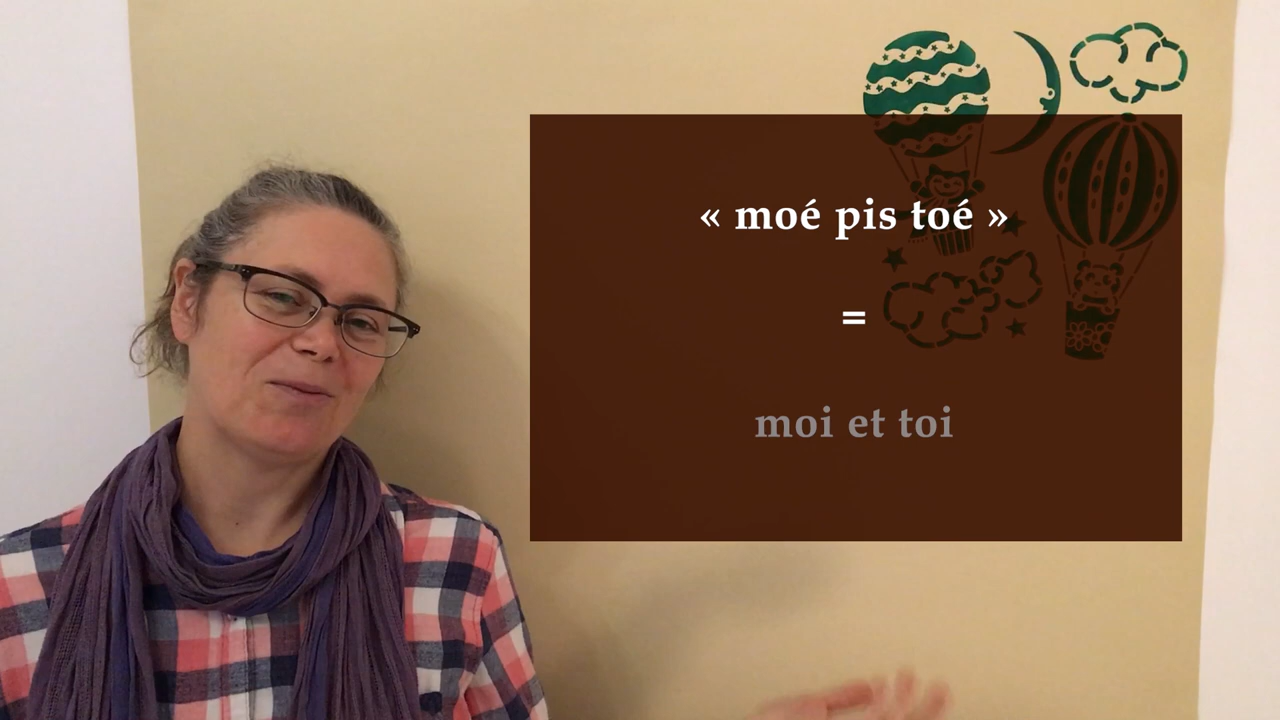 « moé pis toé »
=
moi et toi